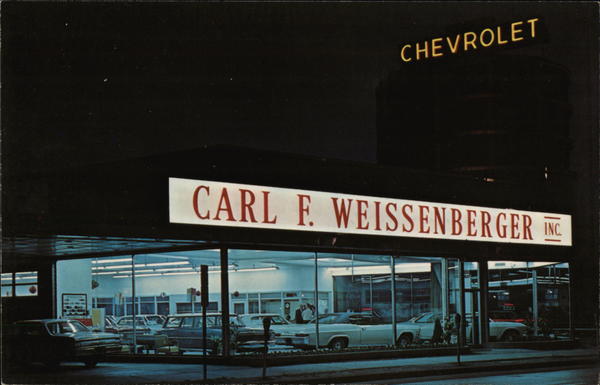 CHEVROLET
CARL F. WEISSENBERGER INC.